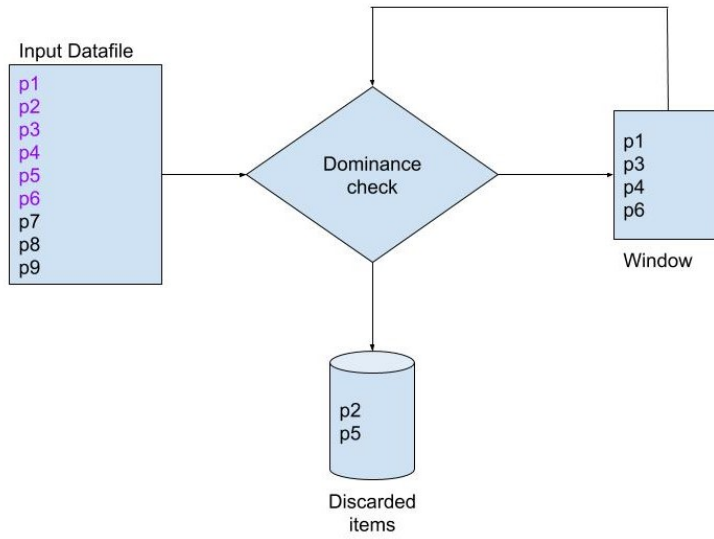 Input Datafile
p1
p2
p3
p4
p5
p6
p7
p8
p9
Dominance
check
p1
p3
p4
p6
Window
p2
p5
Discarded
items